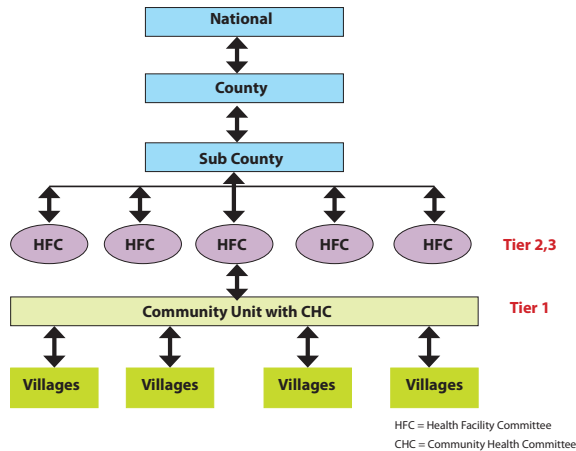 National
County
Sub County
HFC HFC HFC HFC HFC Tier 2,3
Community Unit with CHC Tier 1
Villages Villages Villages Villages
HFC = Health Facility Committee
CHC = Community Health Committee